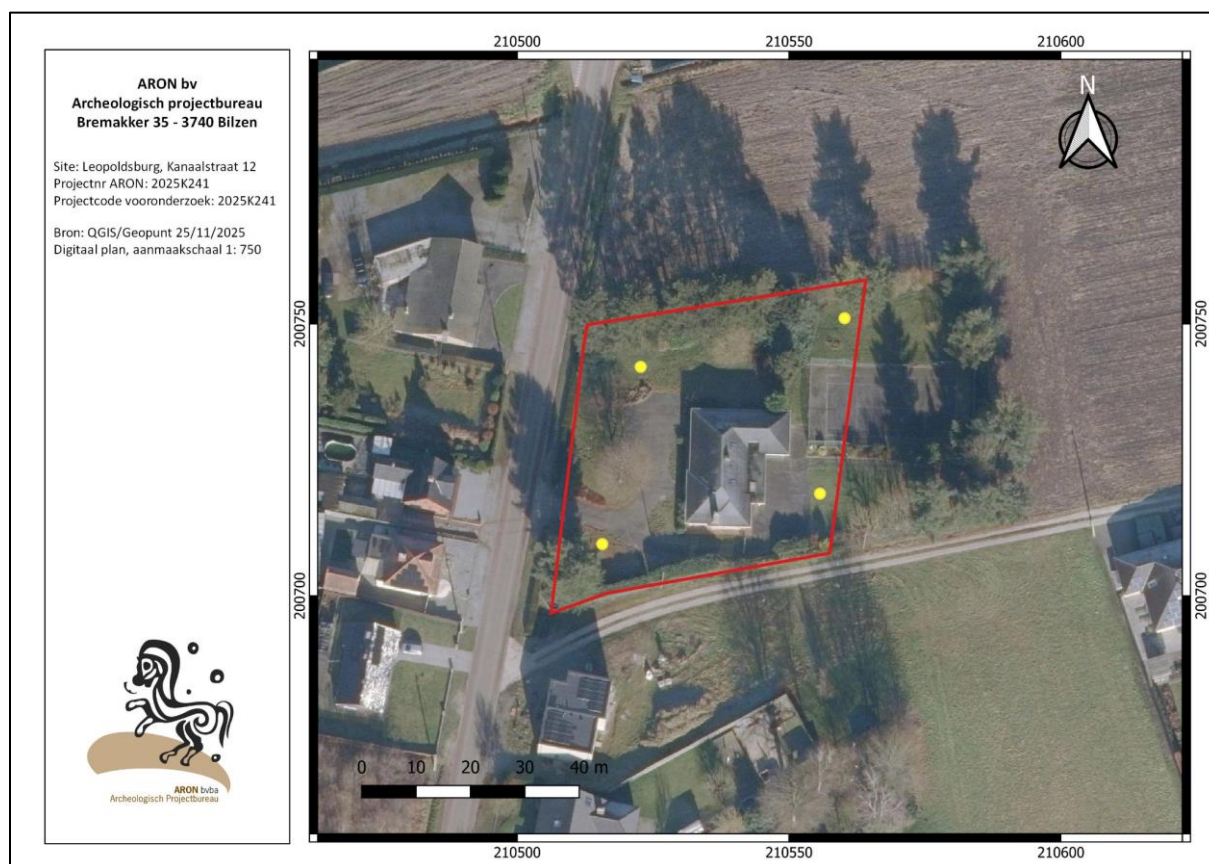 ARON bv
Archeologisch projectbureau
Bremakker 35 - 3740 Bilzen
Site: Leopoldsburg, Kanaalstraat 12
Projectnr ARON: 2025K241
Projectcode vooronderzoek: 2025K241
Bron: QGIS/Geopunt 25/11/2025
Digitaal plan, aanmaakschaal 1: 750
ARON bvba
Archeologisch Projectbureau
210500 210550 210600
N
200750 200750
200700 200700
0 10 20 30 40 m
210500 210550 210600